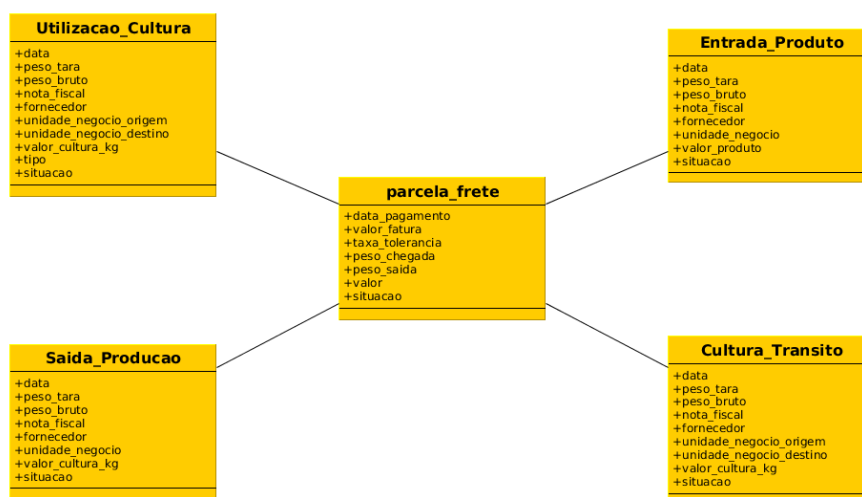 Utilizacao_Cultura
+data
+peso_tara
+peso_bruto
+nota_fiscal
+fornecedor
+unidade_negocio_origem
+unidade_negocio_destino
+valor_cultura_kg
+tipo
+situacao
Entrada_Produto
+data
+peso_tara
+peso_bruto
+nota_fiscal
+fornecedor
+unidade_negocio
+valor_produto
+situacao
parcela_frete
+data_pagamento
+valor_fatura
+taxa_tolerancia
+peso_chegada
+peso_saida
+valor
+situacao
Saida_Producao
+data
+peso_tara
+peso_bruto
+nota_fiscal
+fornecedor
+unidade_negocio
+valor_cultura_kg
+situacao
Cultura_Transito
+data
+peso_tara
+peso_bruto
+nota_fiscal
+fornecedor
+unidade_negocio_origem
+unidade_negocio_destino
+valor_cultura_kg
+situacao